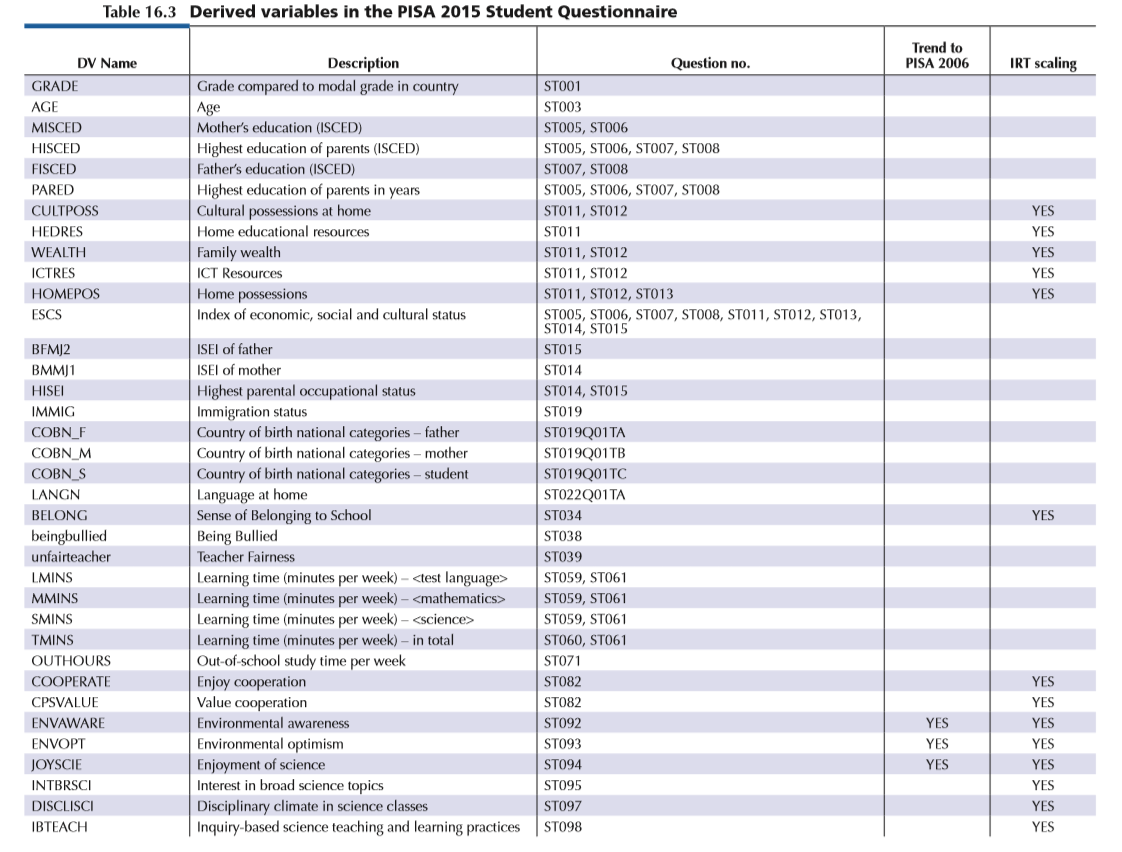 Table 16.3 Derived variables in the PISA 2015 Student Questionnaire
DV Name Description Question no. Trend to PISA 2006 IRT scaling
GRADE Grade compared to modal grade in country ST001
AGE Age ST003
MISCED Mother's education (ISCED) ST005, ST006
HISCED Highest education of parents (ISCED) ST005, ST006, ST007, ST008
FISCED Father's education (ISCED) ST007, ST008
PARED Highest education of parents in years ST005, ST006, ST007, ST008
CULTPOSS Cultural possessions at home ST011, ST012 YES
HEDRES Home educational resources ST011 YES
WEALTH Family wealth ST011, ST012 YES
ICTRES ICT Resources ST011, ST012 YES
HOMEPOS Home possessions ST011, ST012, ST013 YES
ESCS Index of economic, social and cultural status ST005, ST006, ST007, ST008, ST011, ST012, ST013,
ST014, ST015
BFMJ2 ISEI of father ST015
BMMJ1 ISEI of mother ST014
HISEI Highest parental occupational status ST014, ST015
IMMIG Immigration status ST019
COBN_F Country of birth national categories – father ST019Q01TA
COBN_M Country of birth national categories – mother ST019Q01TB
COBN_S Country of birth national categories – student ST019Q01TC
LANGN Language at home ST022Q01TA
BELONG Sense of Belonging to School ST034 YES
beingbullied Being Bullied ST038
unfairteacher Teacher Fairness ST039
LMINS Learning time (minutes per week) – <test language> ST059, ST061
MMINS Learning time (minutes per week) – <mathematics> ST059, ST061
SMINS Learning time (minutes per week) – <science> ST059, ST061
TMINS Learning time (minutes per week) – in total ST060, ST061
OUTHOURS Out-of-school study time per week ST071
COOPERATE Enjoy cooperation ST082 YES
CPSVALUE Value cooperation ST082 YES
ENVAWARE Environmental awareness ST092 YES YES
ENVOPT Environmental optimism ST093 YES YES
JOYSCIE Enjoyment of science ST094 YES YES
INTBRSCI Interest in broad science topics ST095 YES
DISCLISCI Disciplinary climate in science classes ST097 YES
IBTEACH Inquiry-based science teaching and learning practices ST098 YES